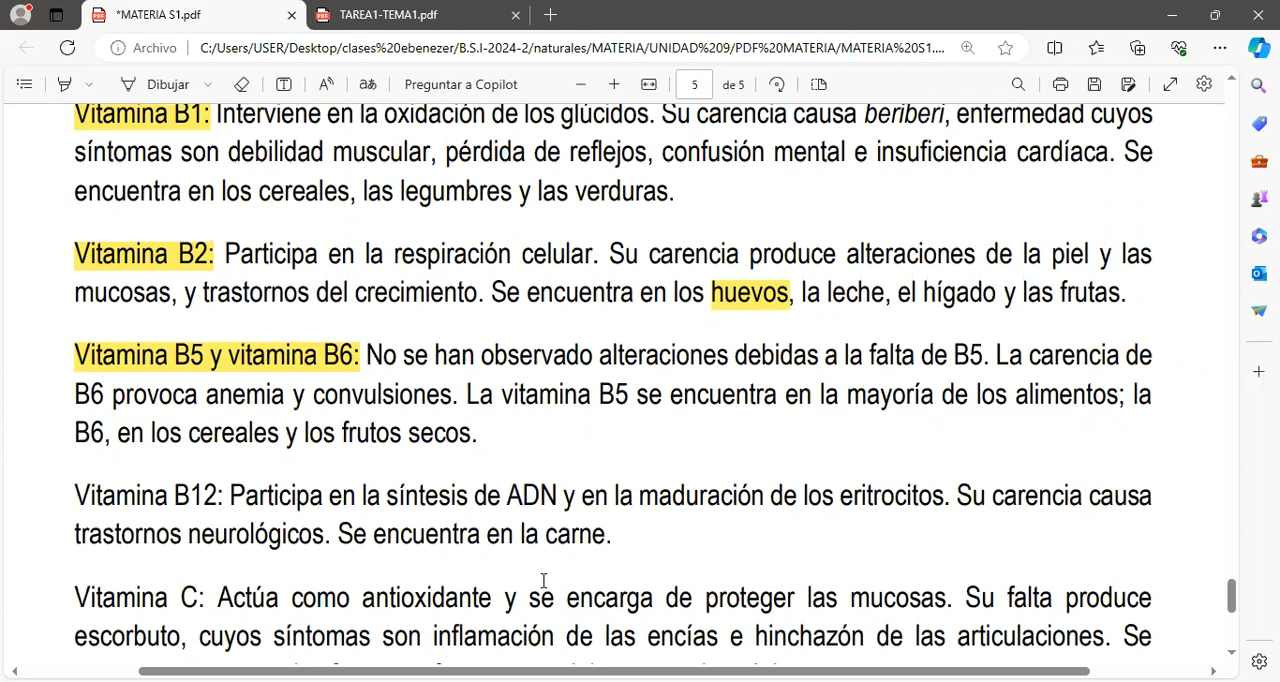 *MATERIA S1.pdf
TAREA1-TEMA1.pdf
Archivo
C:/Users/USER/Desktop/clases%20ebenezer/B.S.I-2024-2/naturales/MATERIA/UNIDAD%209/PDF%20MATERIA/MATERIA%20S1....
Dibujar
Preguntar a Copilot
5
de 5
Vitamina B1: Interviene en la oxidación de los glúcidos. Su carencia causa beriberi, enfermedad cuyos
síntomas son debilidad muscular, pérdida de reflejos, confusión mental e insuficiencia cardíaca. Se
encuentra en los cereales, las legumbres y las verduras.
Vitamina B2: Participa en la respiración celular. Su carencia produce alteraciones de la piel y las
mucosas, y trastornos del crecimiento. Se encuentra en los huevos, la leche, el hígado y las frutas.
Vitamina B5 y vitamina B6: No se han observado alteraciones debidas a la falta de B5. La carencia de
B6 provoca anemia y convulsiones. La vitamina B5 se encuentra en la mayoría de los alimentos; la
B6, en los cereales y los frutos secos.
Vitamina B12: Participa en la síntesis de ADN y en la maduración de los eritrocitos. Su carencia causa
trastornos neurológicos. Se encuentra en la carne.
Vitamina C: Actúa como antioxidante y se encarga de proteger las mucosas. Su falta produce
escorbuto, cuyos síntomas son inflamación de las encías e hinchazón de las articulaciones. Se